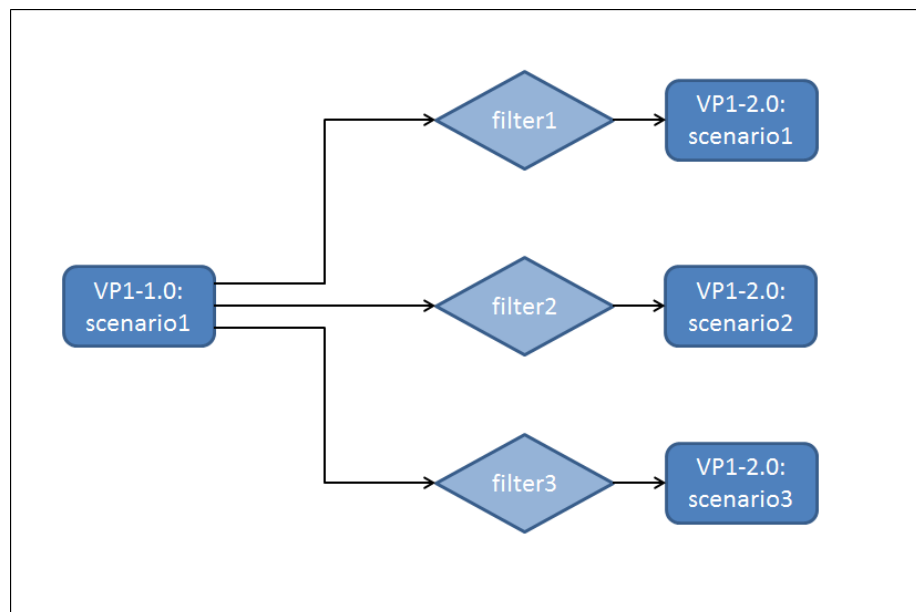 filter1
VP1-2.0:
scenario1
VP1-1.0:
scenario1
filter2
VP1-2.0:
scenario2
filter3
VP1-2.0:
scenario3